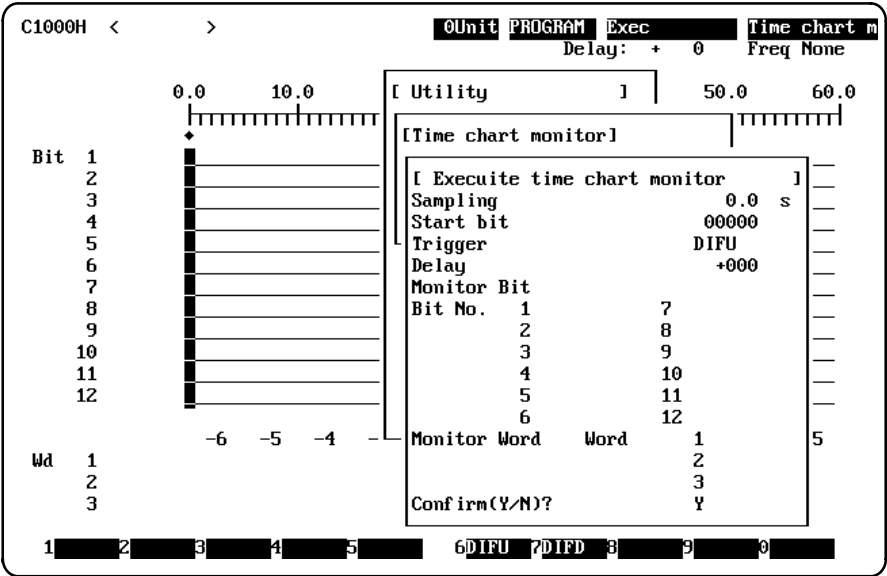 C1000H < > 0Unit PROGRAM Exec Time chart m
Delay: + 0 Freq None
0.0 10.0 [ Utility ] 50.0 60.0
[Time chart monitor]
Bit 1
2 [ Execuite time chart monitor ]
3 Sampling 0.0 s
4 Start bit 00000
5 Trigger DIFU
6 Delay +000
7 Monitor Bit
8 Bit No. 1 7
9 2 8
10 3 9
11 4 10
12 5 11
6 12
-6 -5 -4 - Monitor Word Word 1 5
Wd 1 2
2 3
3 Confirm(Y/N)? Y
1 2 3 4 5 6DIFU 7DIFD 8 9 0